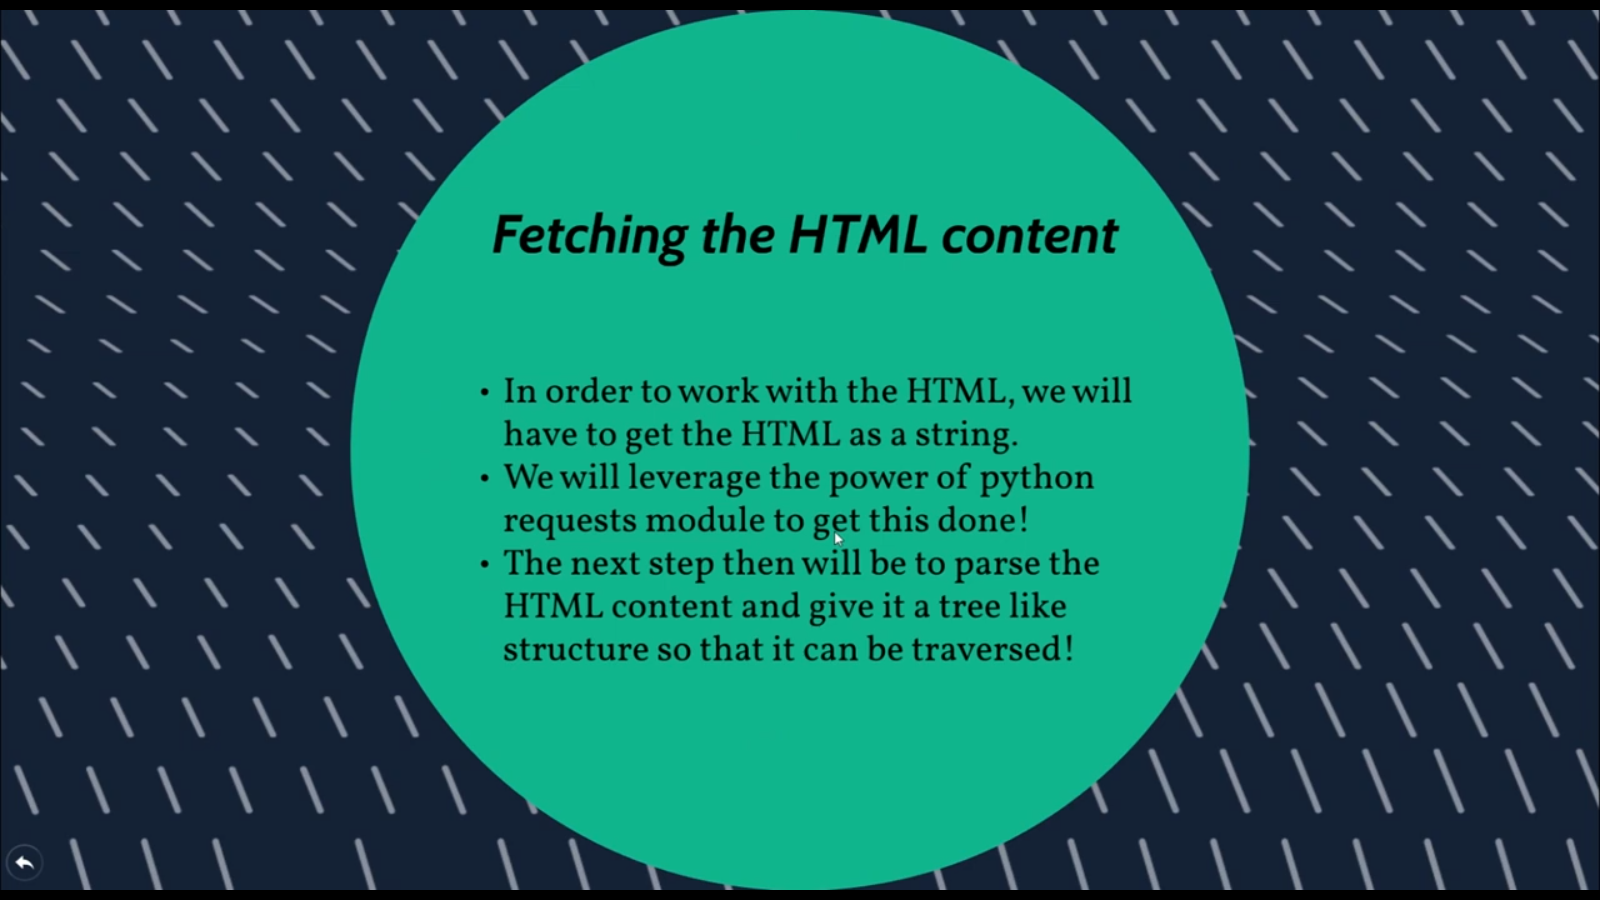 Fetching the HTML content
• In order to work with the HTML, we will
have to get the HTML as a string.
• We will leverage the power of python
requests module to get this done!
• The next step then will be to parse the
HTML content and give it a tree like
structure so that it can be traversed!